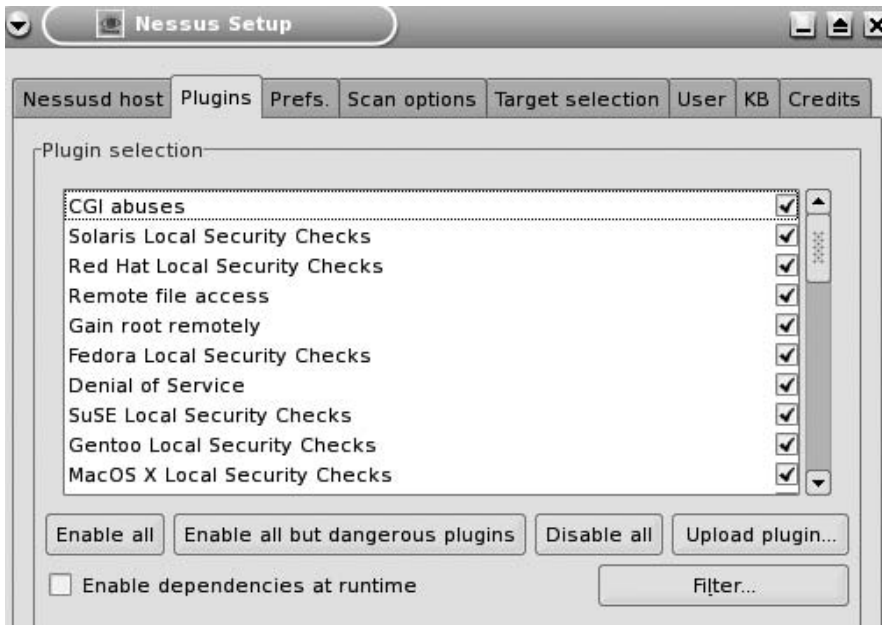 Nessus Setup
Nessusd host Plugins Prefs. Scan options Target selection User KB Credits
Plugin selection
CGI abuses
Solaris Local Security Checks
Red Hat Local Security Checks
Remote file access
Gain root remotely
Fedora Local Security Checks
Denial of Service
SuSE Local Security Checks
Gentoo Local Security Checks
MacOS X Local Security Checks
Enable all Enable all but dangerous plugins Disable all Upload plugin...
Enable dependencies at runtime Filter...